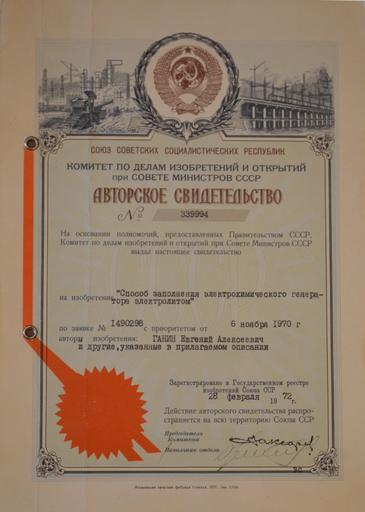 СОЮЗ СОВЕТСКИХ СОЦИАЛИСТИЧЕСКИХ РЕСПУБЛИК
КОМИТЕТ ПО ДЕЛАМ ИЗОБРЕТЕНИЙ И ОТКРЫТИЙ
при СОВЕТЕ МИНИСТРОВ СССР
АВТОРСКОЕ СВИДЕТЕЛЬСТВО
№ 339994
На основании полномочий, предоставленных Правительством СССР,
Комитет по делам изобретений и открытий при Совете Министров СССР
выдал настоящее свидетельство
на изобретение "Способ заполнения электрохимического генера-
тора электролитом"
по заявке № 1490298 с приоритетом от 6 ноября 1970 г
авторы изобретения: ГАНИН Евгений Алексеевич
и другие, указанные в прилагаемом описании
Зарегистрировано в Государственном реестре
изобретений Союза ССР
28 февраля 1972 г.
Действие авторского свидетельства распро-
страняется на всю территорию Союза ССР
Председатель
Комитета
Начальник отдела